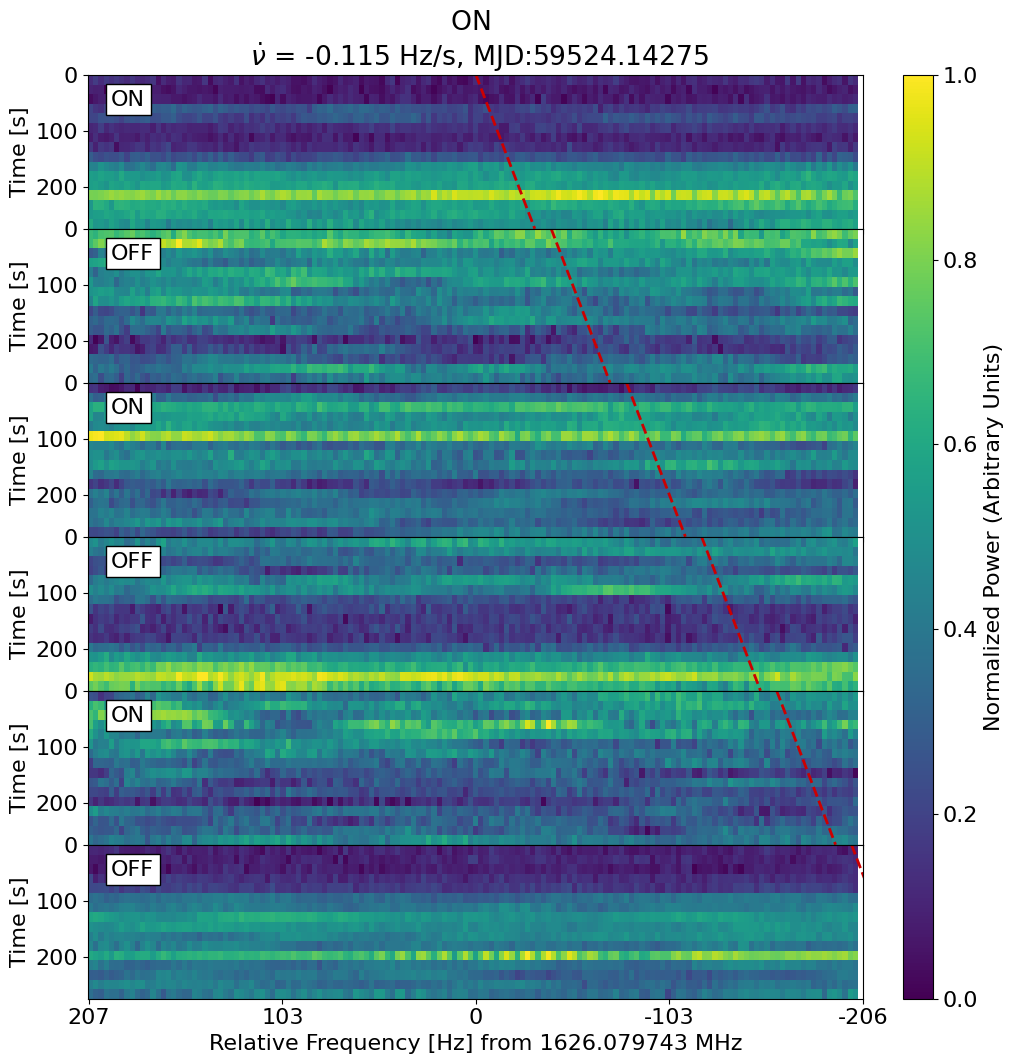 ON
ν̇ = -0.115 Hz/s, MJD:59524.14275
0
100
200
Time [s]
ON
0
100
200
Time [s]
OFF
0
100
200
Time [s]
ON
0
100
200
Time [s]
OFF
0
100
200
Time [s]
ON
0
100
200
Time [s]
OFF
207 103 0 -103 -206
Relative Frequency [Hz] from 1626.079743 MHz
1.0
0.8
0.6
0.4
0.2
0.0
Normalized Power (Arbitrary Units)